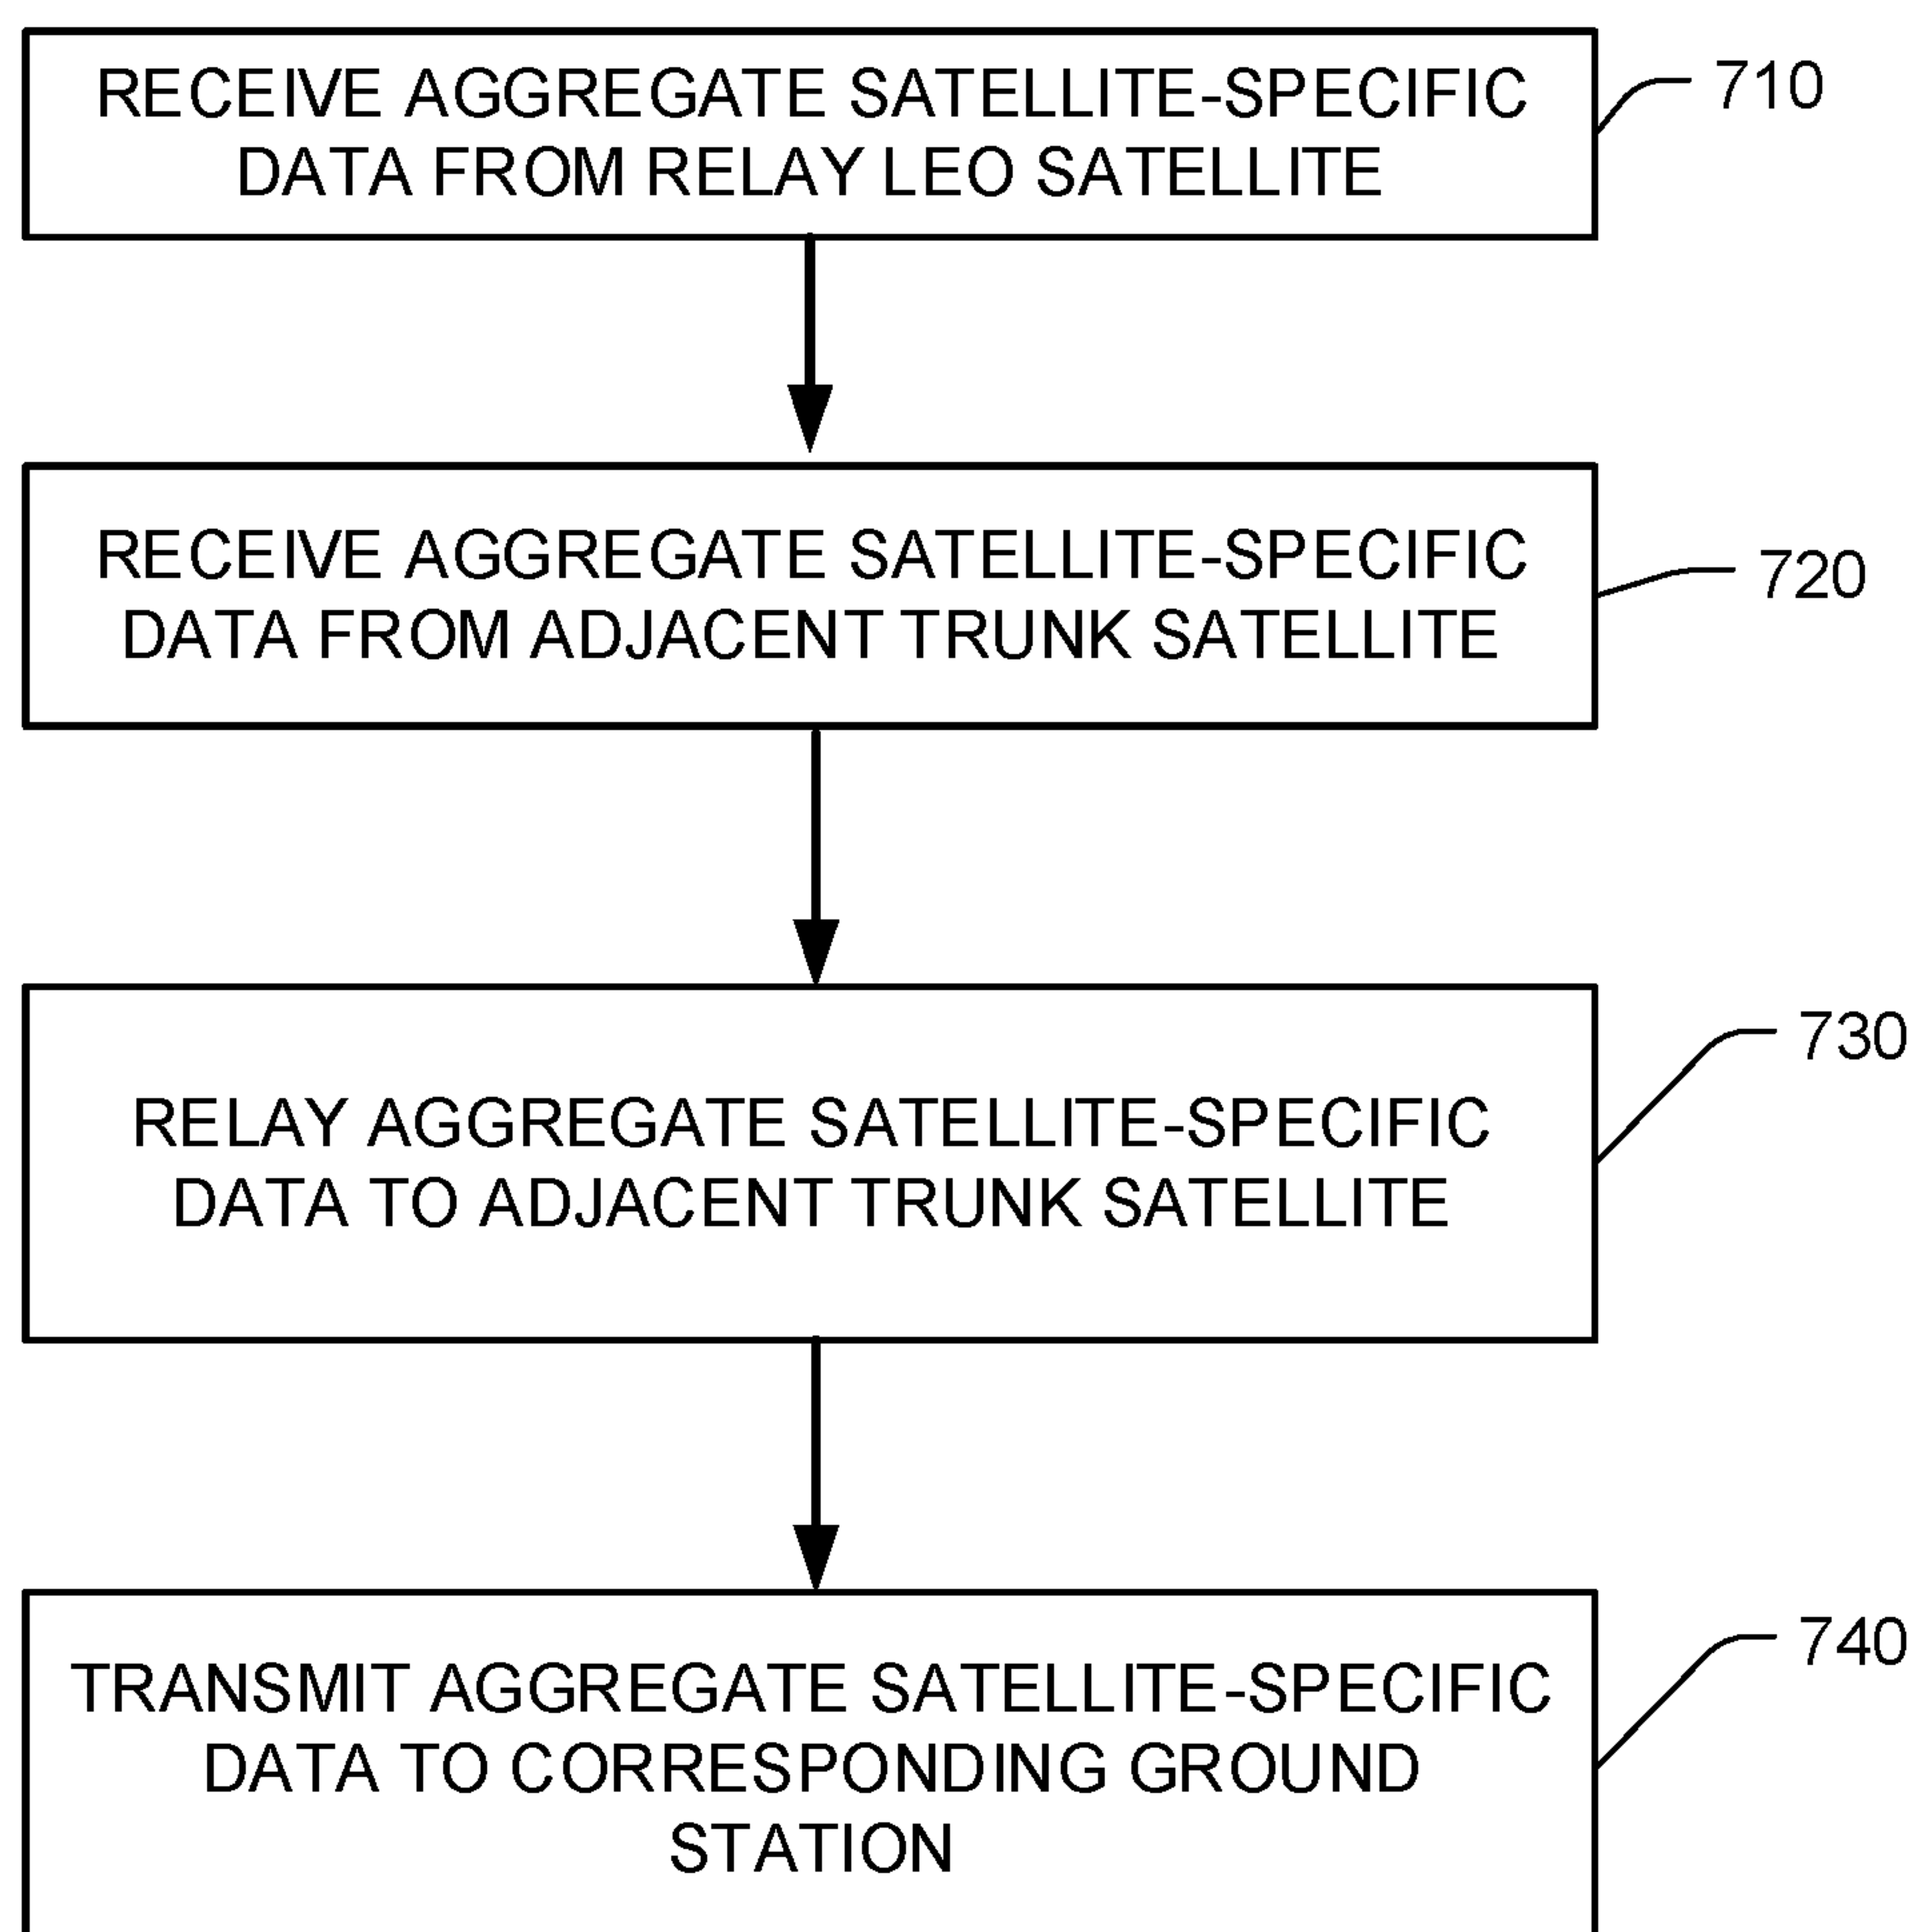 RECEIVE AGGREGATE SATELLITE-SPECIFIC
DATA FROM RELAY LEO SATELLITE
710
RECEIVE AGGREGATE SATELLITE-SPECIFIC
DATA FROM ADJACENT TRUNK SATELLITE
720
RELAY AGGREGATE SATELLITE-SPECIFIC
DATA TO ADJACENT TRUNK SATELLITE
730
TRANSMIT AGGREGATE SATELLITE-SPECIFIC
DATA TO CORRESPONDING GROUND
STATION
740